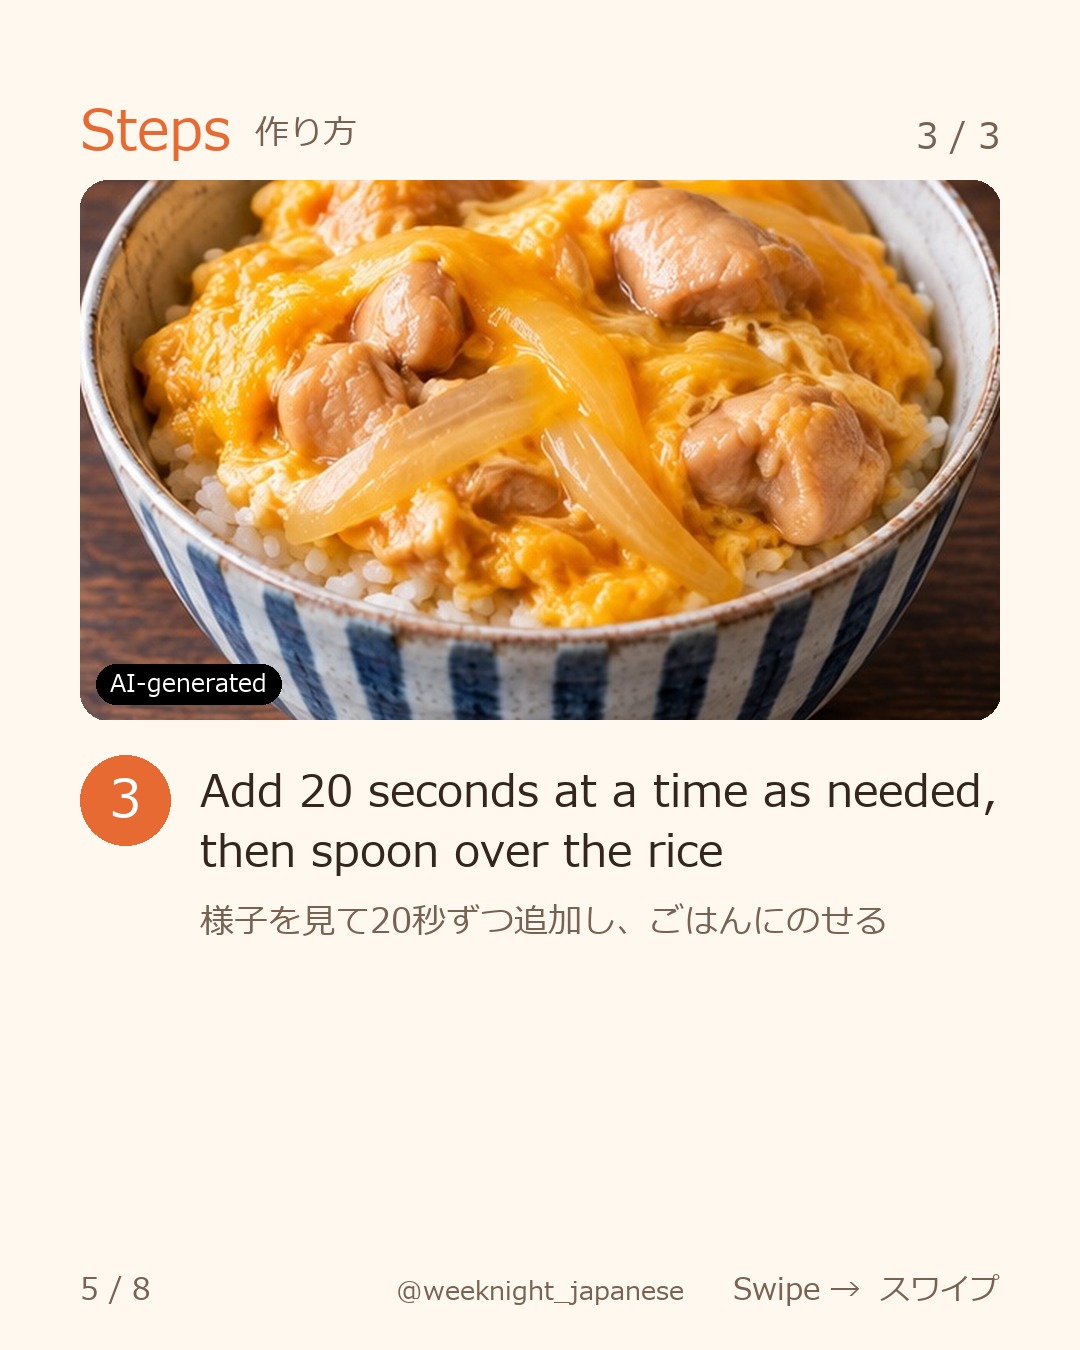 Steps 作り方
3 / 3
AI-generated
3
Add 20 seconds at a time as needed,
then spoon over the rice
様子を見て20秒ずつ追加し、ごはんにのせる
5 / 8
@weeknight_japanese
Swipe → スワイプ